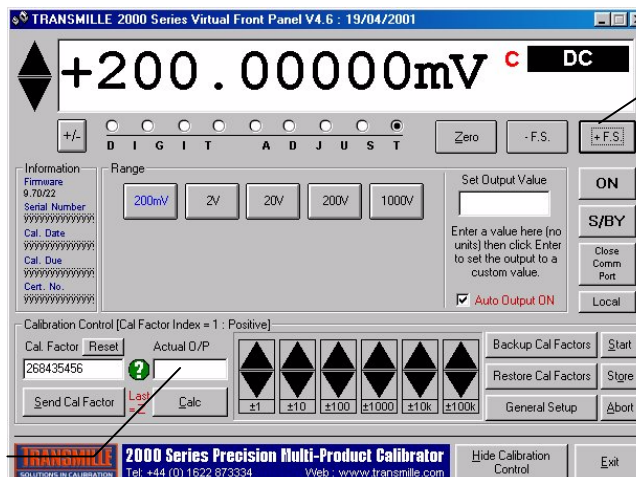 TRANSMILLE 2000 Series Virtual Front Panel V4.6 : 19/04/2001
+200.00000mV C DC
+/- D I G I T A D J U S T Zero - F.S. + F.S.
Information
Firmware
9.70/22
Serial Number
ÿÿÿÿÿÿÿÿÿÿÿÿÿ
Cal. Date
ÿÿÿÿÿÿÿÿÿÿÿÿÿ
Cal. Due
ÿÿÿÿÿÿÿÿÿÿÿÿÿ
Cert. No.
ÿÿÿÿÿÿÿÿÿÿÿÿÿ
Range
200mV 2V 20V 200V 1000V
Set Output Value
Enter a value here (no
units) then click Enter
to set the output to a
custom value.
Auto Output ON
ON
S/BY
Close
Comm
Port
Local
Calibration Control [Cal Factor Index = 1 : Positive]
Cal. Factor Reset Actual O/P
268435456 ?
Send Cal Factor Last = Z Calc
±1 ±10 ±100 ±1000 ±10k ±100k
Backup Cal Factors Start
Restore Cal Factors Store
General Setup Abort
TRANSMILLE
SOLUTIONS IN CALIBRATION
2000 Series Precision Multi-Product Calibrator
Tel: +44 (0) 1622 873334 Web : www.transmille.com
Hide Calibration
Control
Exit